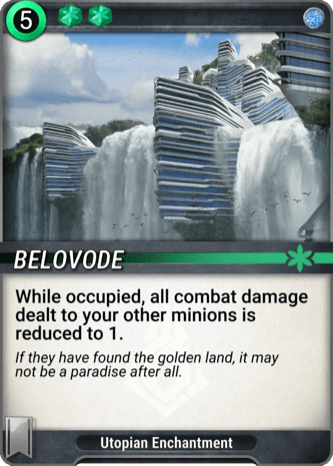 5
BELOVODE
While occupied, all combat damage
dealt to your other minions is
reduced to 1.
If they have found the golden land, it may
not be a paradise after all.
Utopian Enchantment